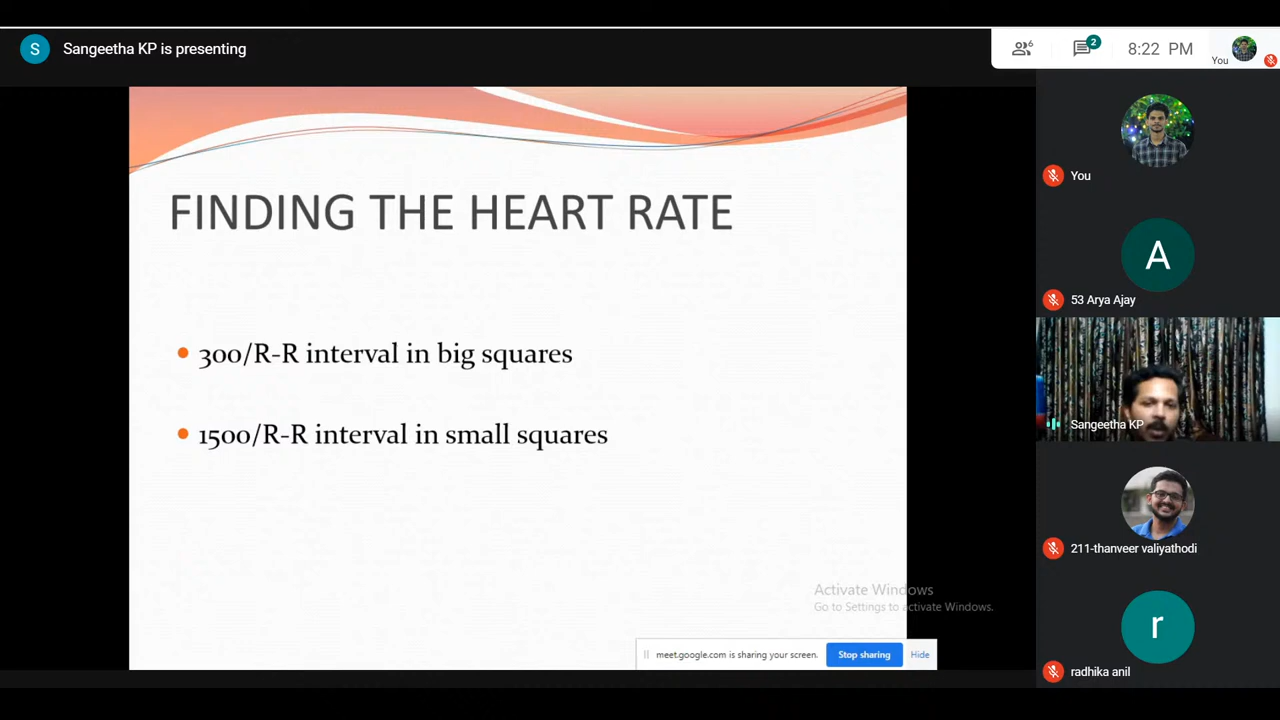 S
Sangeetha KP is presenting
6
2
8:22 PM
You
FINDING THE HEART RATE
300/R-R interval in big squares
1500/R-R interval in small squares
Activate Windows
Go to Settings to activate Windows.
meet.google.com is sharing your screen.
Stop sharing
Hide
You
A
53 Arya Ajay
Sangeetha KP
211-thanveer valiyathodi
r
radhika anil